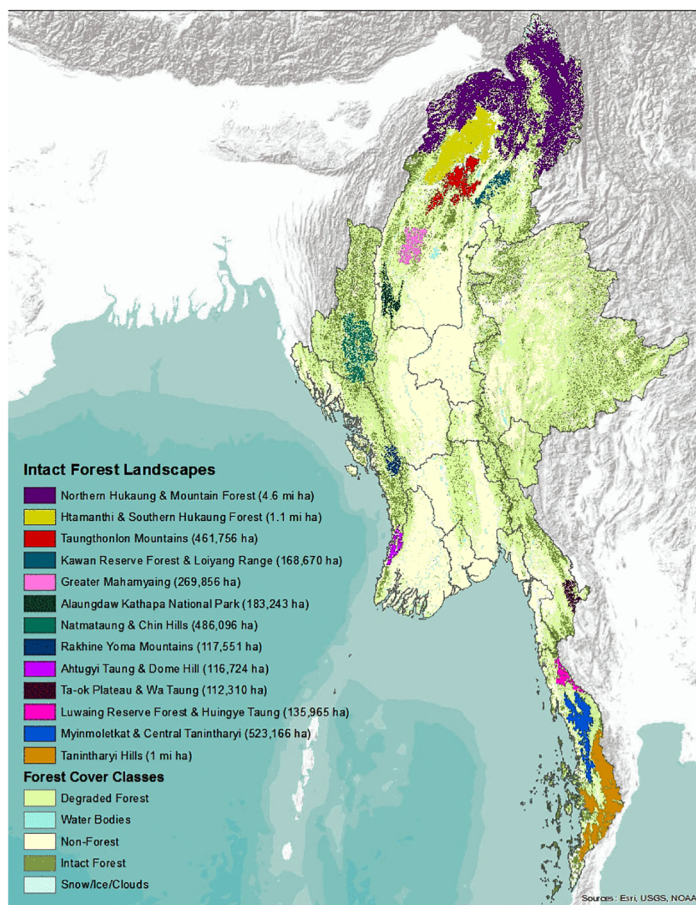 Intact Forest Landscapes
Northern Hukaung & Mountain Forest (4.6 mi ha)
Htamanthi & Southern Hukaung Forest (1.1 mi ha)
Taungthonlon Mountains (461,756 ha)
Kawan Reserve Forest & Loiyang Range (168,670 ha)
Greater Mahamyaing (269,856 ha)
Alaungdaw Kathapa National Park (183,243 ha)
Natmataung & Chin Hills (486,096 ha)
Rakhine Yoma Mountains (117,551 ha)
Ahtugyi Taung & Dome Hill (116,724 ha)
Ta-ok Plateau & Wa Taung (112,310 ha)
Luwaing Reserve Forest & Huingye Taung (135,965 ha)
Myinmoletkat & Central Tanintharyi (523,166 ha)
Tanintharyi Hills (1 mi ha)
Forest Cover Classes
Degraded Forest
Water Bodies
Non-Forest
Intact Forest
Snow/Ice/Clouds
Sources: Esri, USGS, NOAA